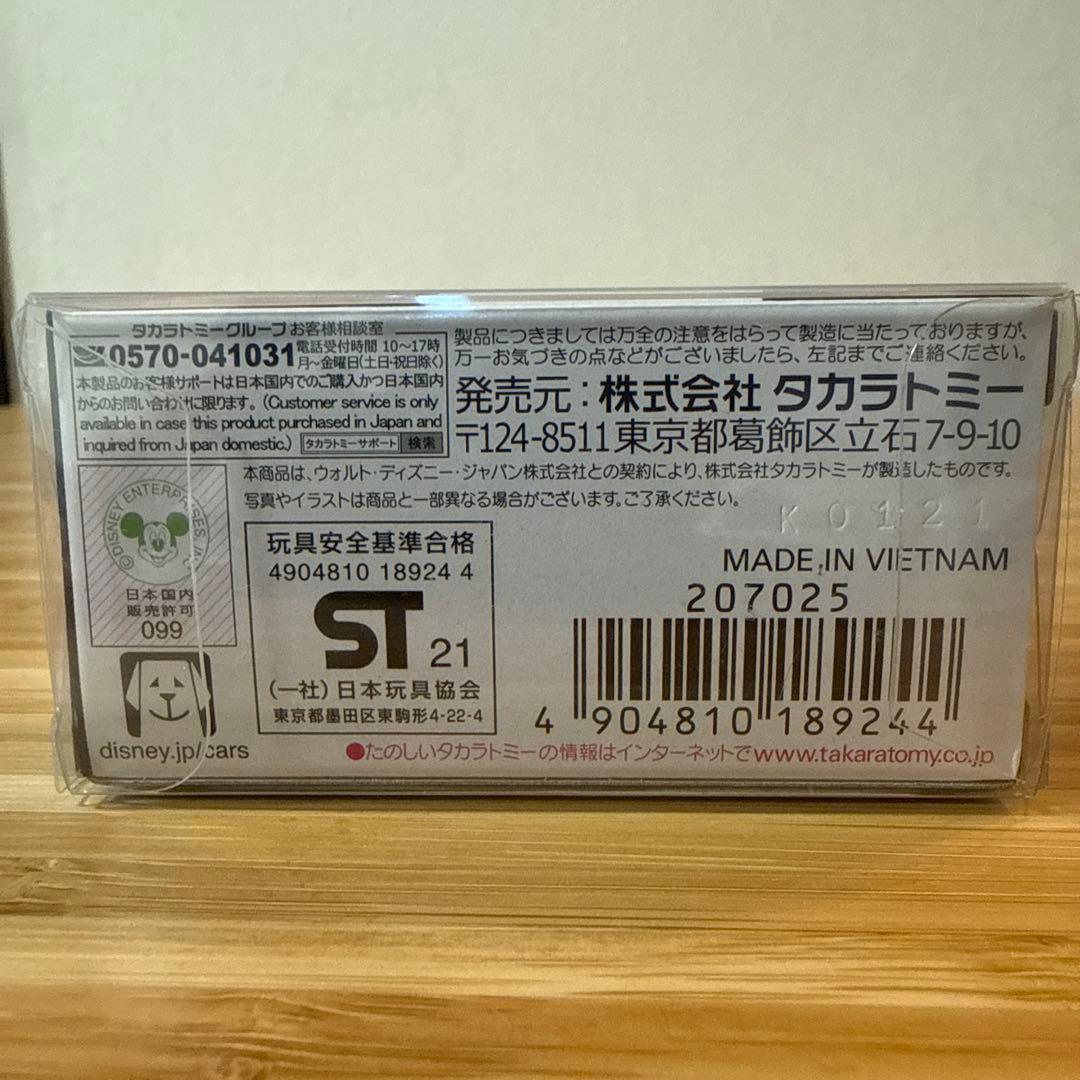 タカラトミーグループ お客様相談室
0570-041031 電話受付時間 10〜17時
月〜金曜日(土日・祝日除く)
本製品のお客様サポートは日本国内でのご購入かつ日本国内
からのお問い合わせに限ります。(Customer service is only
available in case this product purchased in Japan and
inquired from Japan domestic.) タカラトミーサポート 検索
製品につきましては万全の注意をはらって製造に当たっておりますが、
万一お気づきの点などがございましたら、左記までご連絡ください。
発売元:株式会社 タカラトミー
〒124-8511 東京都葛飾区立石7-9-10
本商品は、ウォルト・ディズニー・ジャパン株式会社との契約により、株式会社タカラトミーが製造したものです。
写真やイラストは商品と一部異なる場合がございます。ご了承ください。
K0121
©DISNEY ENTERPRISES, INC.
日本国内
販売許可
099
disney.jp/cars
玩具安全基準合格
4904810 18924 4
ST 21
(一社)日本玩具協会
東京都墨田区東駒形4-22-4
MADE IN VIETNAM
207025
4 904810 189244
●たのしいタカラトミーの情報はインターネットで www.takaratomy.co.jp